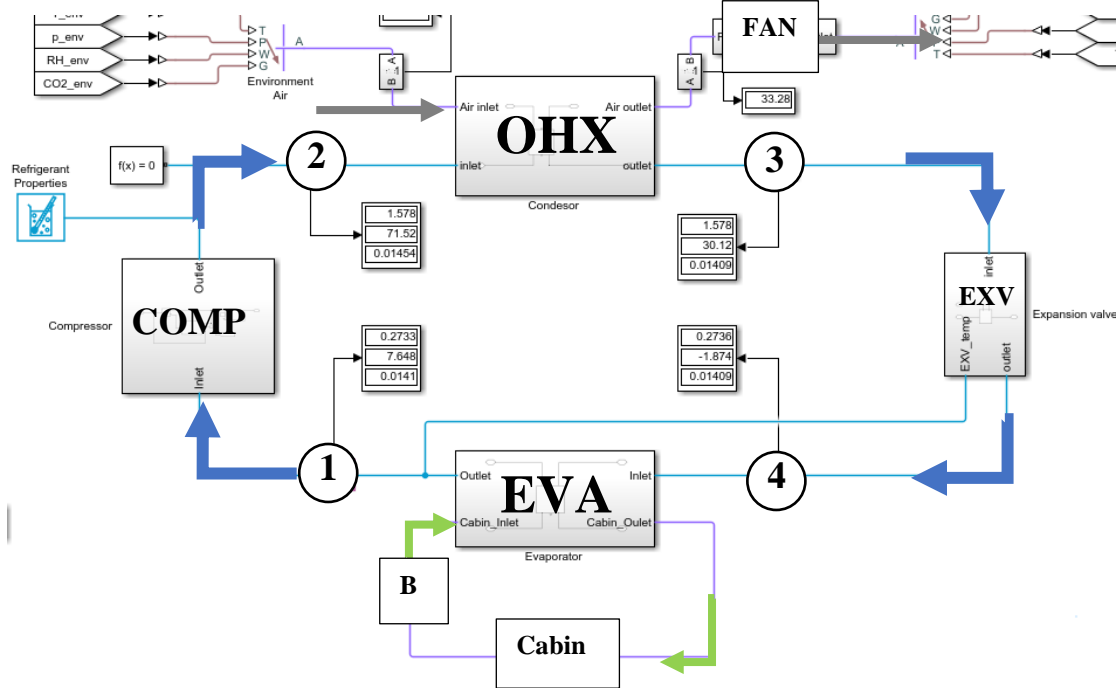 p_env
RH_env
CO2_env
T
P
W
G
A
Environment
Air
B A
A B
FAN
G
W
T
33.28
Air inlet
Air outlet
OHX
inlet
outlet
Condesor
f(x) = 0
2
3
Refrigerant
Properties
1.578
71.52
0.01454
1.578
30.12
0.01409
Outlet
COMP
Compressor
Inlet
inlet
EXV
Expansion valve
EXV_temp
outlet
0.2733
7.648
0.0141
0.2736
-1.874
0.01409
1
4
Outlet
Inlet
EVA
Cabin_Inlet
Cabin_Oulet
Evaporator
B
Cabin